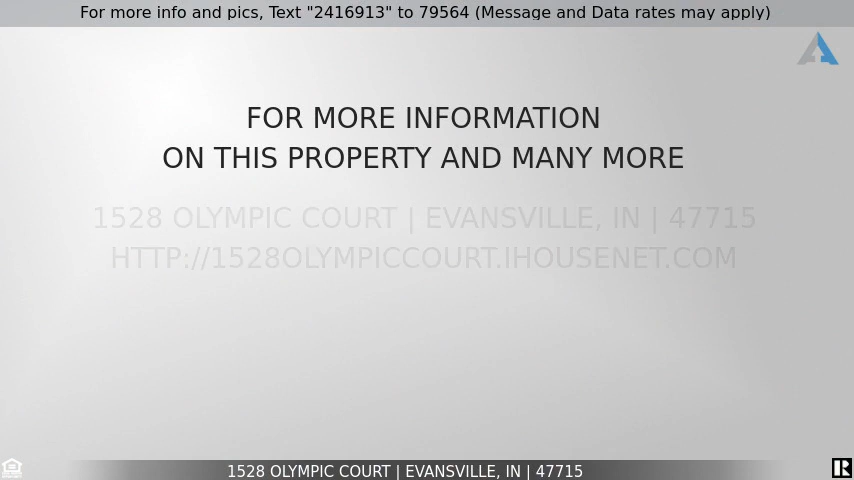 For more info and pics, Text "2416913" to 79564 (Message and Data rates may apply)
FOR MORE INFORMATION
ON THIS PROPERTY AND MANY MORE
1528 OLYMPIC COURT | EVANSVILLE, IN | 47715
HTTP://1528OLYMPICCOURT.IHOUSENET.COM
1528 OLYMPIC COURT | EVANSVILLE, IN | 47715